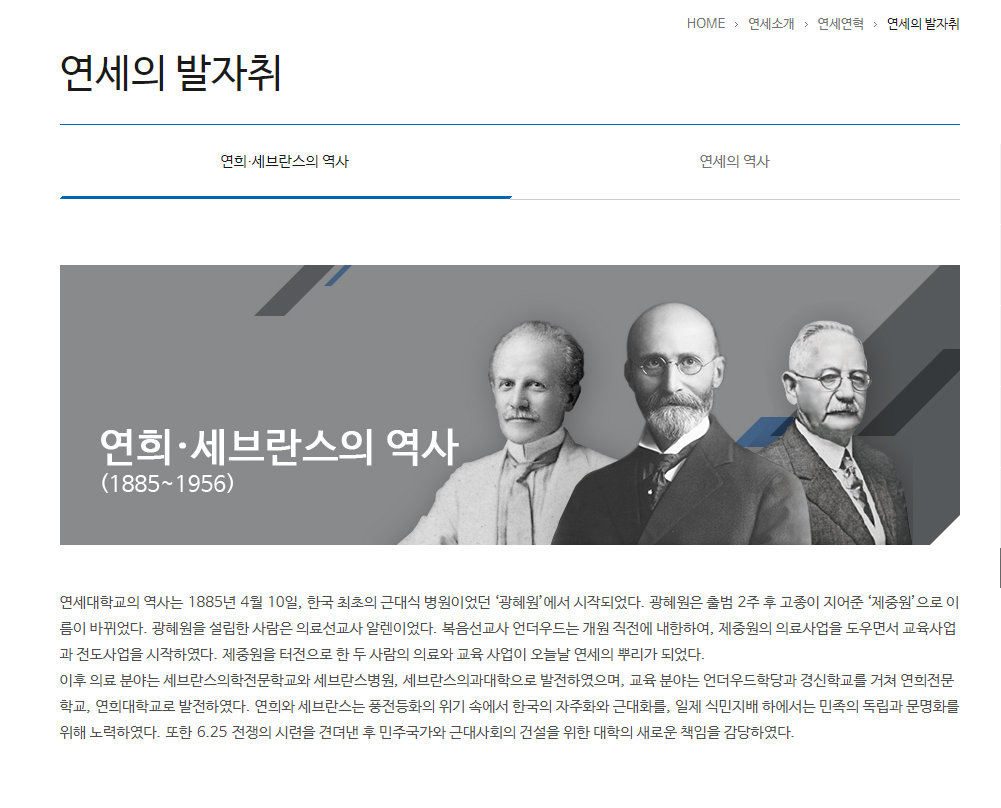 HOME > 연세소개 > 연세연혁 > 연세의 발자취
연세의 발자취
연희·세브란스의 역사
연세의 역사
연희·세브란스의 역사
(1885~1956)
연세대학교의 역사는 1885년 4월 10일, 한국 최초의 근대식 병원이었던 ‘광혜원’에서 시작되었다. 광혜원은 출범 2주 후 고종이 지어준 ‘제중원’으로 이
름이 바뀌었다. 광혜원을 설립한 사람은 의료선교사 알렌이었다. 복음선교사 언더우드는 개원 직전에 내한하여, 제중원의 의료사업을 도우면서 교육사업
과 전도사업을 시작하였다. 제중원을 터전으로 한 두 사람의 의료와 교육 사업이 오늘날 연세의 뿌리가 되었다.
이후 의료 분야는 세브란스의학전문학교와 세브란스병원, 세브란스의과대학으로 발전하였으며, 교육 분야는 언더우드학당과 경신학교를 거쳐 연희전문
학교, 연희대학교로 발전하였다. 연희와 세브란스는 풍전등화의 위기 속에서 한국의 자주화와 근대화를, 일제 식민지배 하에서는 민족의 독립과 문명화를
위해 노력하였다. 또한 6.25 전쟁의 시련을 견뎌낸 후 민주국가와 근대사회의 건설을 위한 대학의 새로운 책임을 감당하였다.